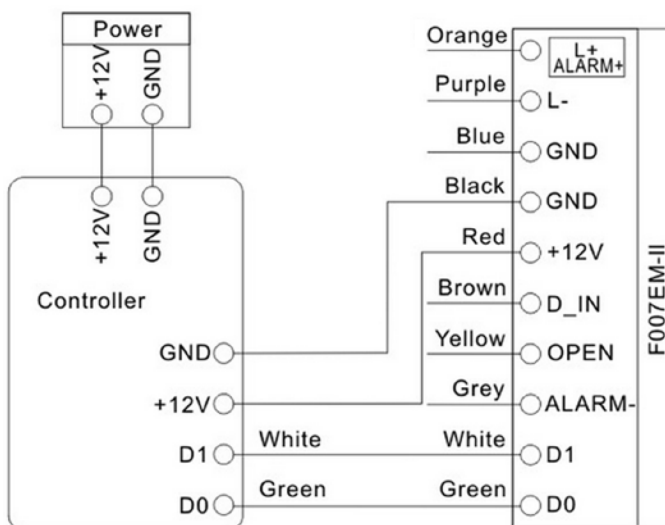 Power
+12V GND
+12V GND
Controller
GND
+12V
D1 White
D0 Green
Orange L+
ALARM+
Purple L-
Blue GND
Black GND
Red +12V
Brown D_IN
Yellow OPEN
Grey ALARM-
White D1
Green D0
F007EM-II